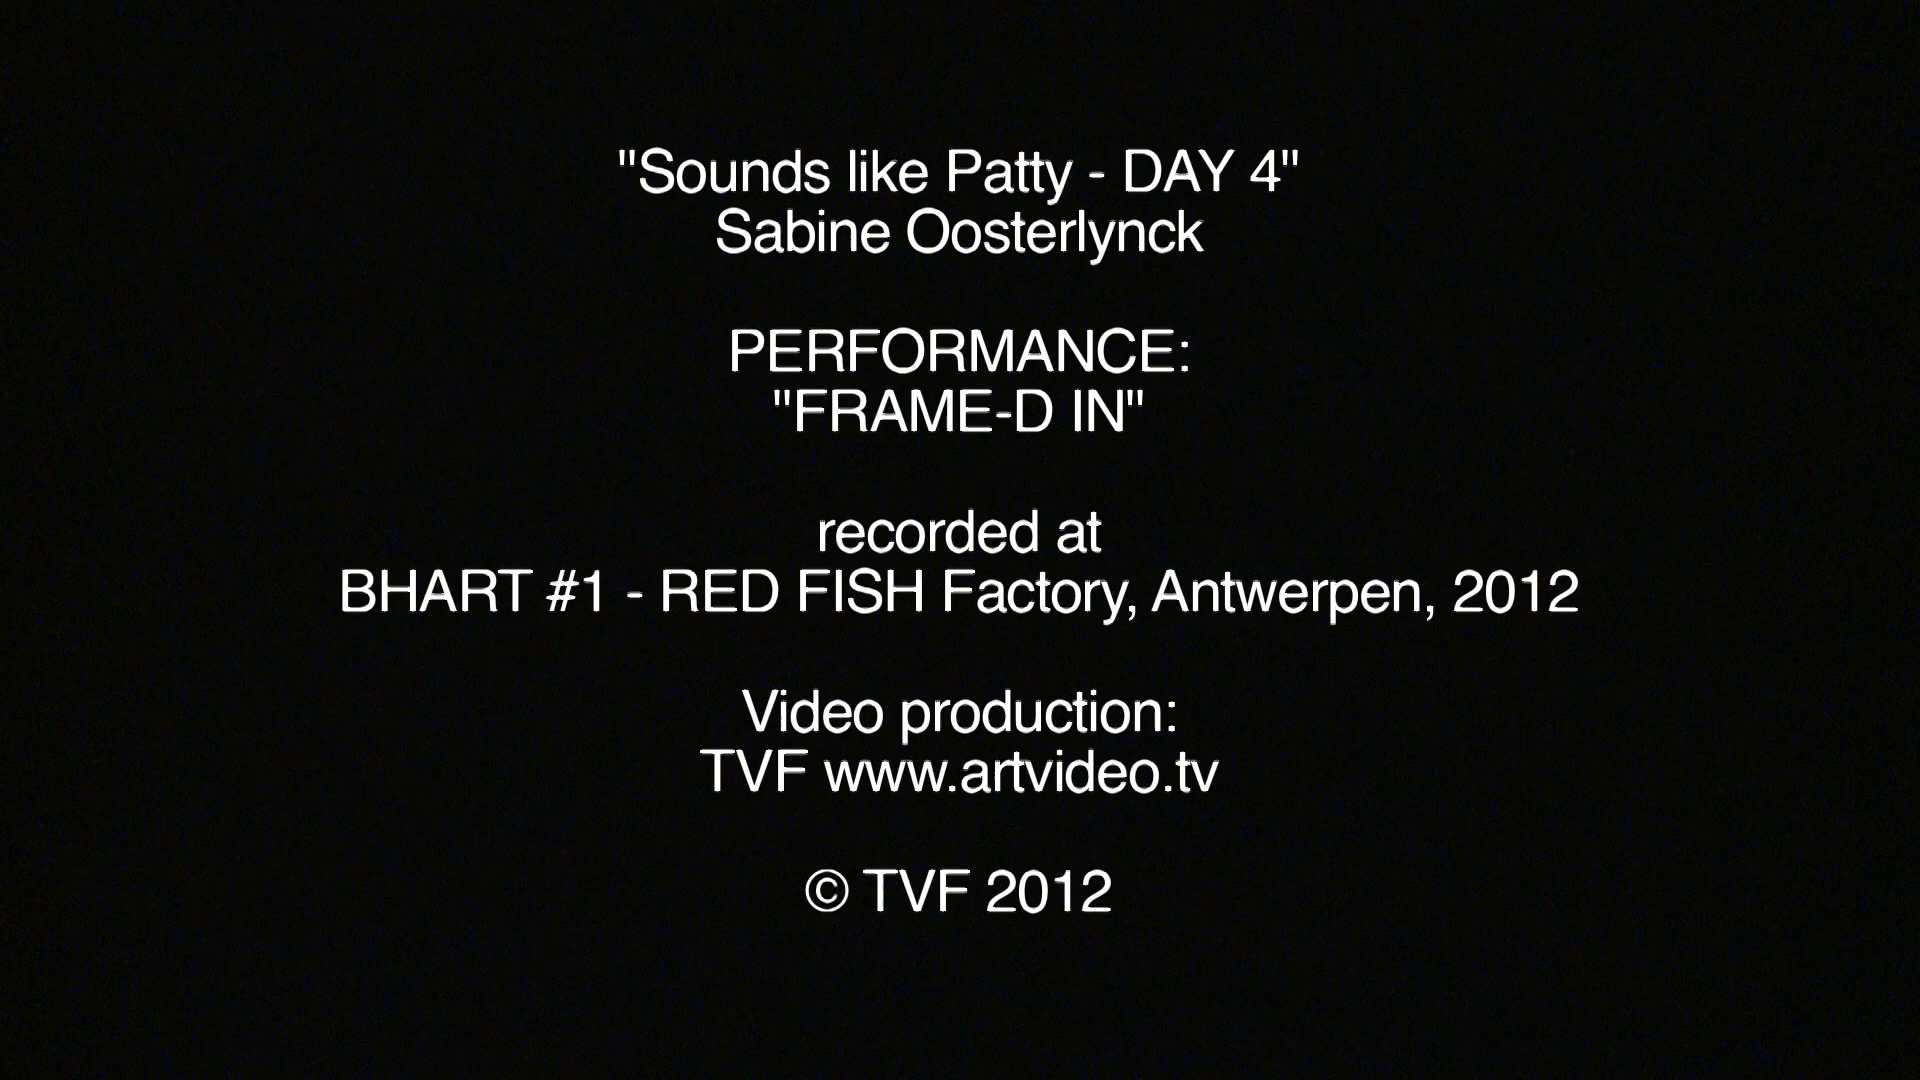 "Sounds like Patty - DAY 4"
Sabine Oosterlynck
PERFORMANCE:
"FRAME-D IN"
recorded at
BHART #1 - RED FISH Factory, Antwerpen, 2012
Video production:
TVF www.artvideo.tv
© TVF 2012